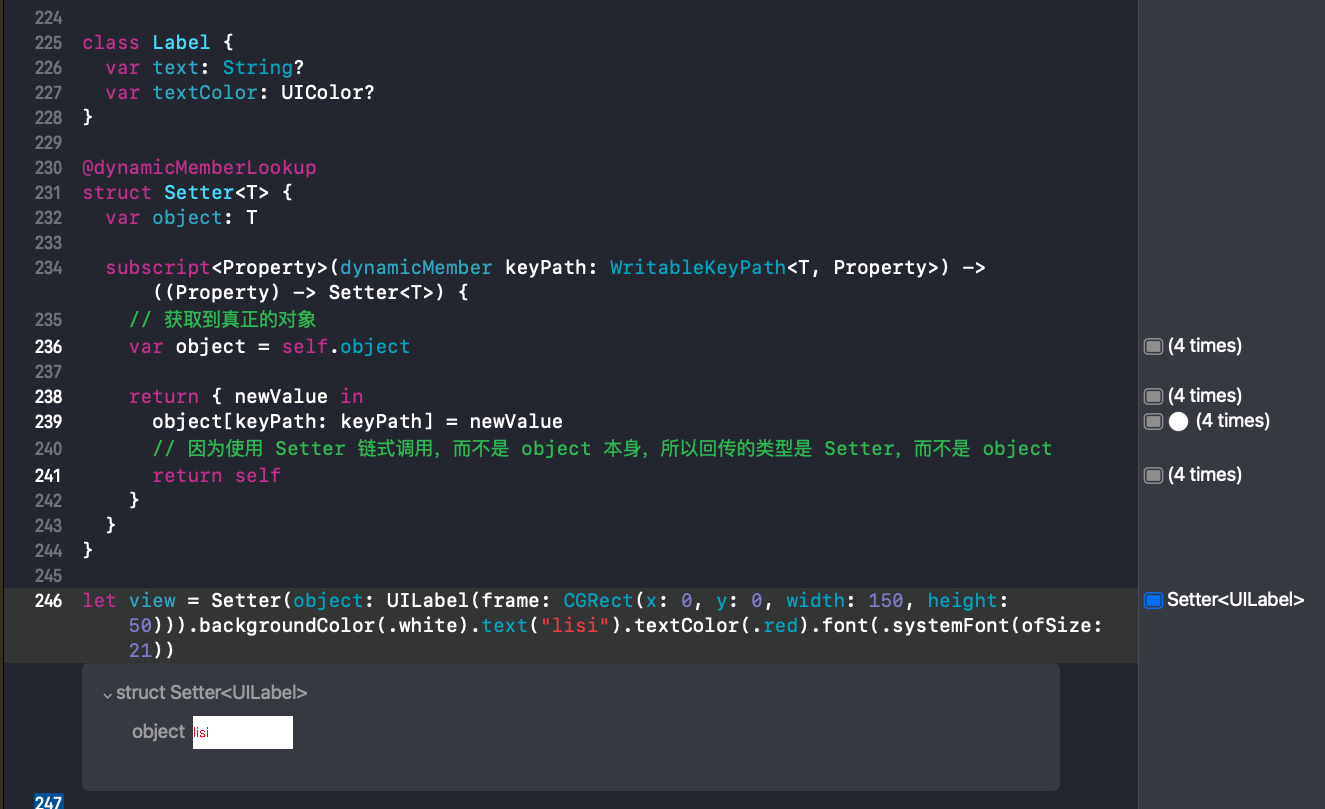 224
225 class Label {
226 var text: String?
227 var textColor: UIColor?
228 }
229
230 @dynamicMemberLookup
231 struct Setter<T> {
232 var object: T
233
234 subscript<Property>(dynamicMember keyPath: WritableKeyPath<T, Property>) ->
((Property) -> Setter<T>) {
235 // 获取到真正的对象
236 var object = self.object (4 times)
237
238 return { newValue in (4 times)
239 object[keyPath: keyPath] = newValue (4 times)
240 // 因为使用 Setter 链式调用，而不是 object 本身，所以回传的类型是 Setter，而不是 object
241 return self (4 times)
242 }
243 }
244 }
245
246 let view = Setter(object: UILabel(frame: CGRect(x: 0, y: 0, width: 150, height: Setter<UILabel>
50))).backgroundColor(.white).text("lisi").textColor(.red).font(.systemFont(ofSize:
21))
struct Setter<UILabel>
object lisi
247